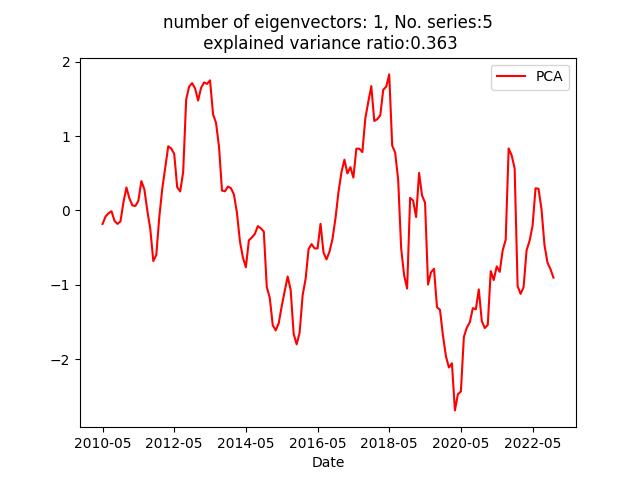 number of eigenvectors: 1, No. series:5
explained variance ratio:0.363
PCA
2
1
0
−1
−2
2010-05 2012-05 2014-05 2016-05 2018-05 2020-05 2022-05
Date